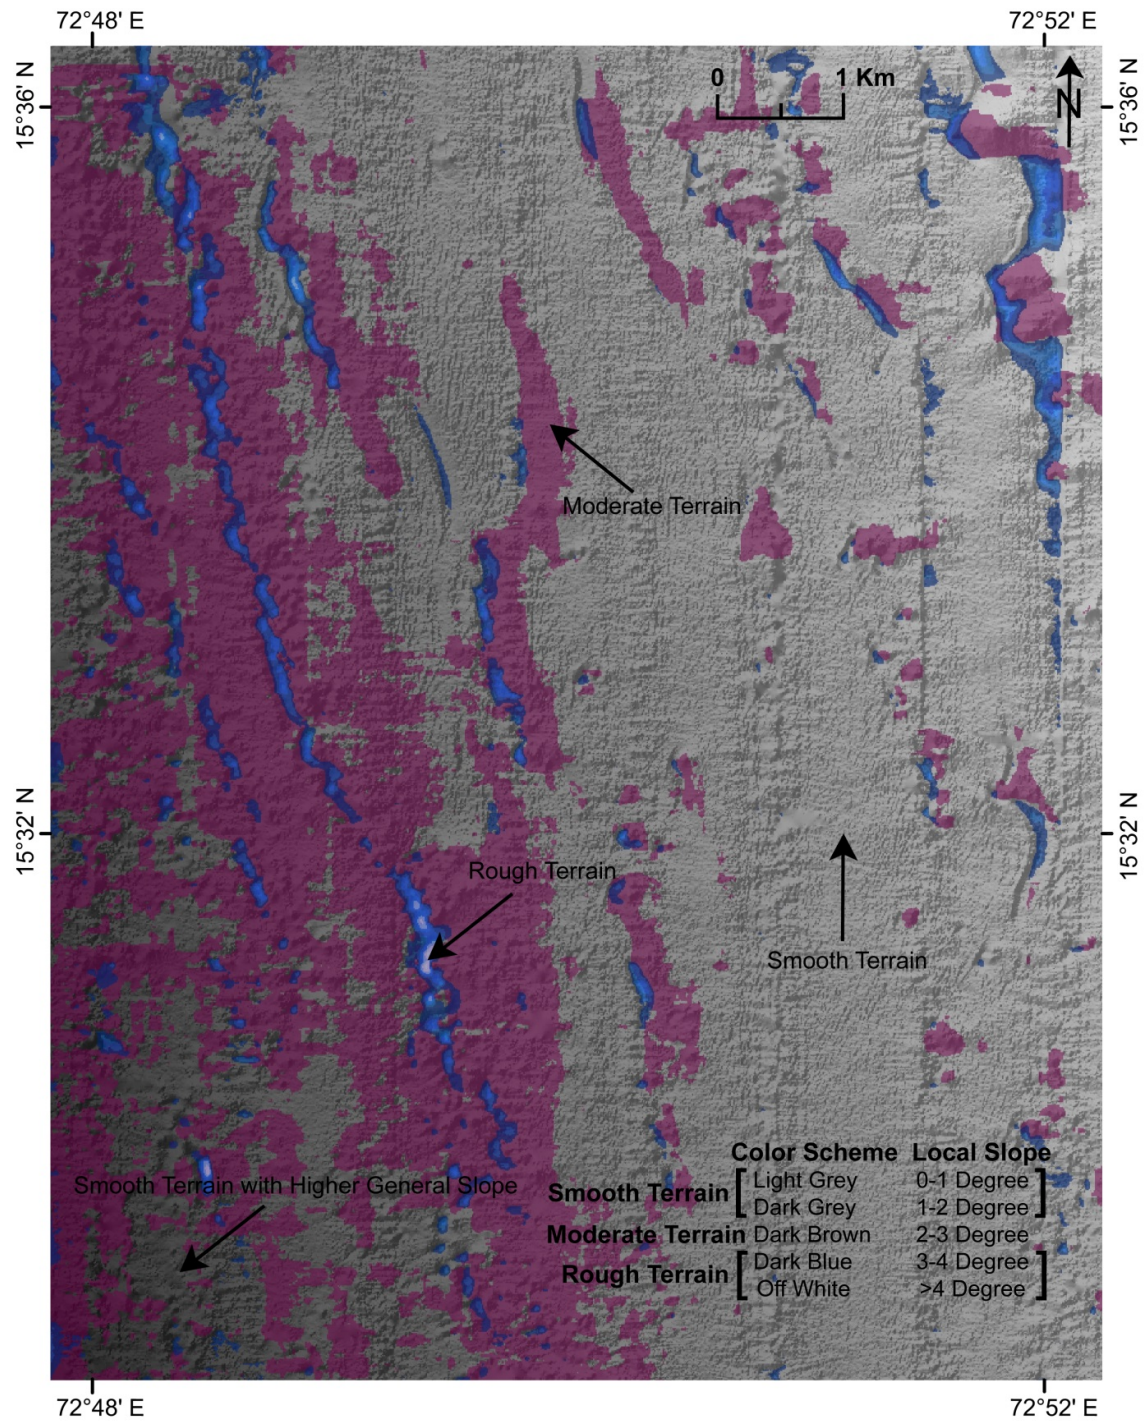 72°48' E 72°52' E
15°36' N 15°36' N
0 1 Km
N
Moderate Terrain
15°32' N 15°32' N
Rough Terrain
Smooth Terrain
Color Scheme Local Slope
Smooth Terrain Light Grey 0-1 Degree
Dark Grey 1-2 Degree
Moderate Terrain Dark Brown 2-3 Degree
Rough Terrain Dark Blue 3-4 Degree
Off White >4 Degree
Smooth Terrain with Higher General Slope
72°48' E 72°52' E